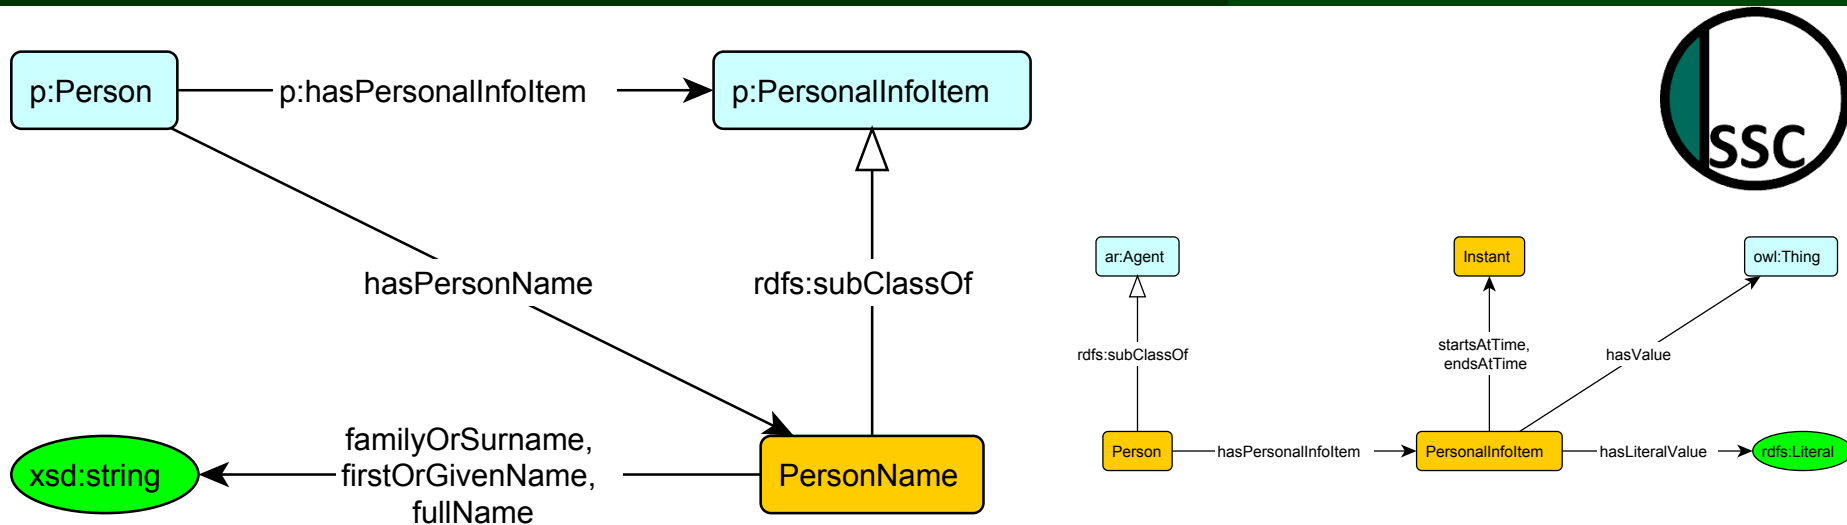 p:Person
p:hasPersonalInfoItem
p:PersonalInfoItem
SSC
hasPersonName
rdfs:subClassOf
xsd:string
familyOrSurname,
firstOrGivenName,
fullName
PersonName
ar:Agent
Instant
owl:Thing
rdfs:subClassOf
startsAtTime,
endsAtTime
hasValue
Person
hasPersonalInfoItem
PersonalInfoItem
hasLiteralValue
rdfs:Literal